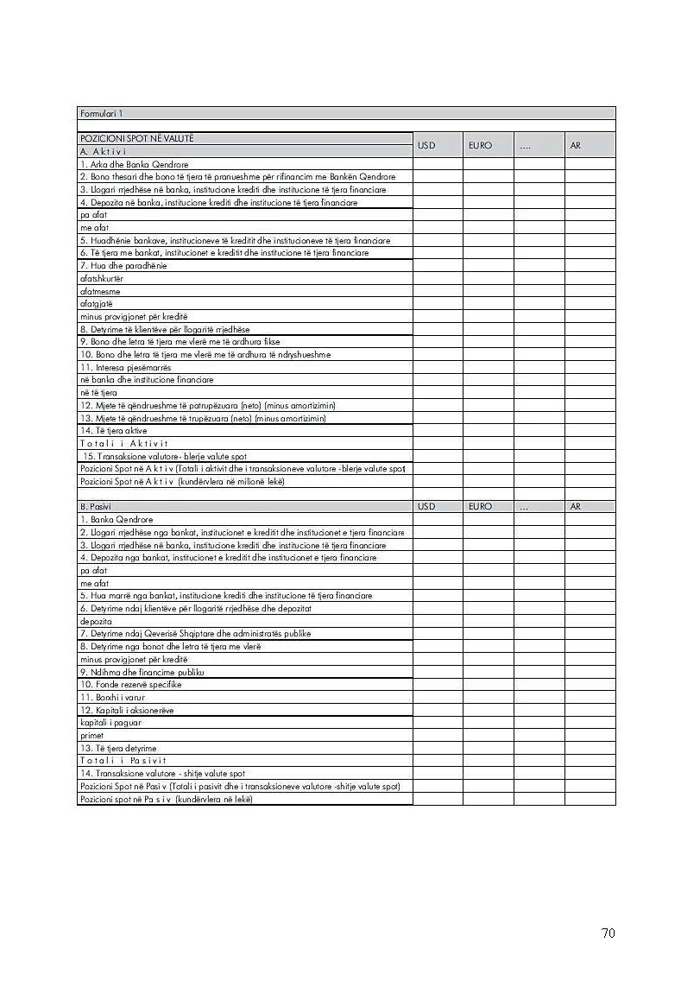 Formulari 1
POZICIONI SPOT NË VALUTË USD EURO .... AR
A. A k t i v i
1. Arka dhe Banka Qendrore
2. Bono thesari dhe bono të tjera të pranueshme për rifinancim me Bankën Qendrore
3. Llogari rrjedhëse në banka, institucione krediti dhe institucione të tjera financiare
4. Depozita në banka, institucione krediti dhe institucione të tjera financiare
pa afat
me afat
5. Huadhënie bankave, institucioneve të kreditit dhe institucioneve të tjera financiare
6. Të tjera me bankat, institucionet e kreditit dhe institucione të tjera financiare
7. Hua dhe paradhënie
afatshkurtër
afatmesme
afatgjatë
minus provigjonet për kreditë
8. Detyrime të klientëve për llogaritë rrjedhëse
9. Bono dhe letra të tjera me vlerë me të ardhura fikse
10. Bono dhe letra të tjera me vlerë me të ardhura të ndryshueshme
11. Interesa pjesëmarrës
në banka dhe institucione financiare
në të tjera
12. Mjete të qëndrueshme të patrupëzuara (neto) (minus amortizimin)
13. Mjete të qëndrueshme të trupëzuara (neto) (minus amortizimin)
14. Të tjera aktive
T o t a l i i A k t i v i t
15. Transaksione valutore- blerje valute spot
Pozicioni Spot në A k t i v (Totali i aktivit dhe i transaksioneve valutore -blerje valute spot
Pozicioni Spot në A k t i v (kundërvlera në milionë lekë)
B. Pasivi USD EURO ... AR
1. Banka Qendrore
2. Llogari rrjedhëse nga bankat, institucionet e kreditit dhe institucionet e tjera financiare
3. Llogari rrjedhëse në banka, institucione krediti dhe institucione të tjera financiare
4. Depozita nga bankat, institucionet e kreditit dhe institucionet e tjera financiare
pa afat
me afat
5. Hua marrë nga bankat, institucione krediti dhe institucione të tjera financiare
6. Detyrime ndaj klientëve për llogaritë rrjedhëse dhe depozitat
depozita
7. Detyrime ndaj Qeverisë Shqiptare dhe administratës publike
8. Detyrime nga bonot dhe letra të tjera me vlerë
minus provigjonet për kreditë
9. Ndihma dhe financime publiku
10. Fonde rezervë specifike
11. Borxhi i varur
12. Kapitali i aksionerëve
kapitali i paguar
primet
13. Të tjera detyrime
T o t a l i i Pa s i v i t
14. Transaksione valutore - shitje valute spot
Pozicioni Spot në Pasi v (Totali i pasivit dhe i transaksioneve valutore -shitje valute spot)
Pozicioni spot në Pa s i v (kundërvlera në lekë)
70